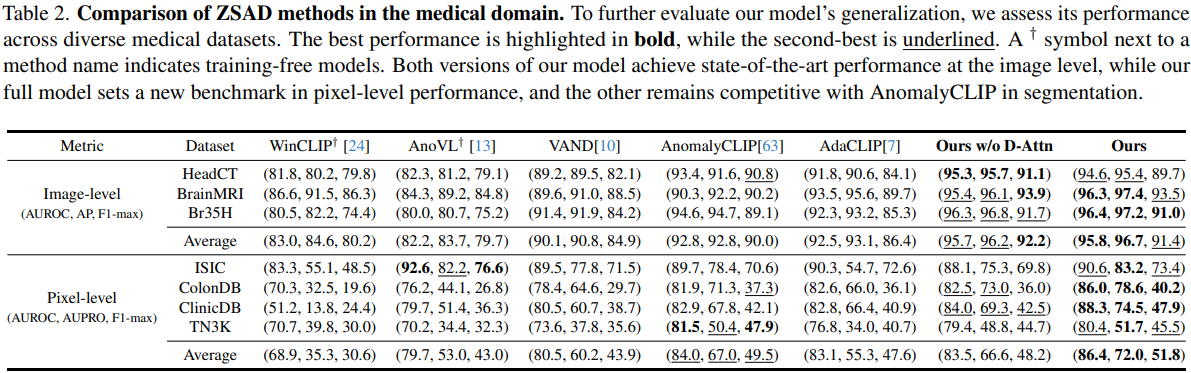 Table 2. Comparison of ZSAD methods in the medical domain. To further evaluate our model's generalization, we assess its performance
across diverse medical datasets. The best performance is highlighted in bold, while the second-best is underlined. A † symbol next to a
method name indicates training-free models. Both versions of our model achieve state-of-the-art performance at the image level, while our
full model sets a new benchmark in pixel-level performance, and the other remains competitive with AnomalyCLIP in segmentation.
Metric Dataset WinCLIP† [24] AnoVL† [13] VAND[10] AnomalyCLIP[63] AdaCLIP[7] Ours w/o D-Attn Ours
HeadCT (81.8, 80.2, 79.8) (82.3, 81.2, 79.1) (89.2, 89.5, 82.1) (93.4, 91.6, 90.8) (91.8, 90.6, 84.1) (95.3, 95.7, 91.1) (94.6, 95.4, 89.7)
Image-level BrainMRI (86.6, 91.5, 86.3) (84.3, 89.2, 84.8) (89.6, 91.0, 88.5) (90.3, 92.2, 90.2) (93.5, 95.6, 89.7) (95.4, 96.1, 93.9) (96.3, 97.4, 93.5)
(AUROC, AP, F1-max) Br35H (80.5, 82.2, 74.4) (80.0, 80.7, 75.2) (91.4, 91.9, 84.2) (94.6, 94.7, 89.1) (92.3, 93.2, 85.3) (96.3, 96.8, 91.7) (96.4, 97.2, 91.0)
Average (83.0, 84.6, 80.2) (82.2, 83.7, 79.7) (90.1, 90.8, 84.9) (92.8, 92.8, 90.0) (92.5, 93.1, 86.4) (95.7, 96.2, 92.2) (95.8, 96.7, 91.4)
ISIC (83.3, 55.1, 48.5) (92.6, 82.2, 76.6) (89.5, 77.8, 71.5) (89.7, 78.4, 70.6) (90.3, 54.7, 72.6) (88.1, 75.3, 69.8) (90.6, 83.2, 73.4)
Pixel-level ColonDB (70.3, 32.5, 19.6) (76.2, 44.1, 26.8) (78.4, 64.6, 29.7) (81.9, 71.3, 37.3) (82.6, 66.0, 36.1) (82.5, 73.0, 36.0) (86.0, 78.6, 40.2)
(AUROC, AUPRO, F1-max) ClinicDB (51.2, 13.8, 24.4) (79.7, 51.4, 36.3) (80.5, 60.7, 38.7) (82.9, 67.8, 42.1) (82.8, 66.4, 40.9) (84.0, 69.3, 42.5) (88.3, 74.5, 47.9)
TN3K (70.7, 39.8, 30.0) (70.2, 34.4, 32.3) (73.6, 37.8, 35.6) (81.5, 50.4, 47.9) (76.8, 34.0, 40.7) (79.4, 48.8, 44.7) (80.4, 51.7, 45.5)
Average (68.9, 35.3, 30.6) (79.7, 53.0, 43.0) (80.5, 60.2, 43.9) (84.0, 67.0, 49.5) (83.1, 55.3, 47.6) (83.5, 66.6, 48.2) (86.4, 72.0, 51.8)